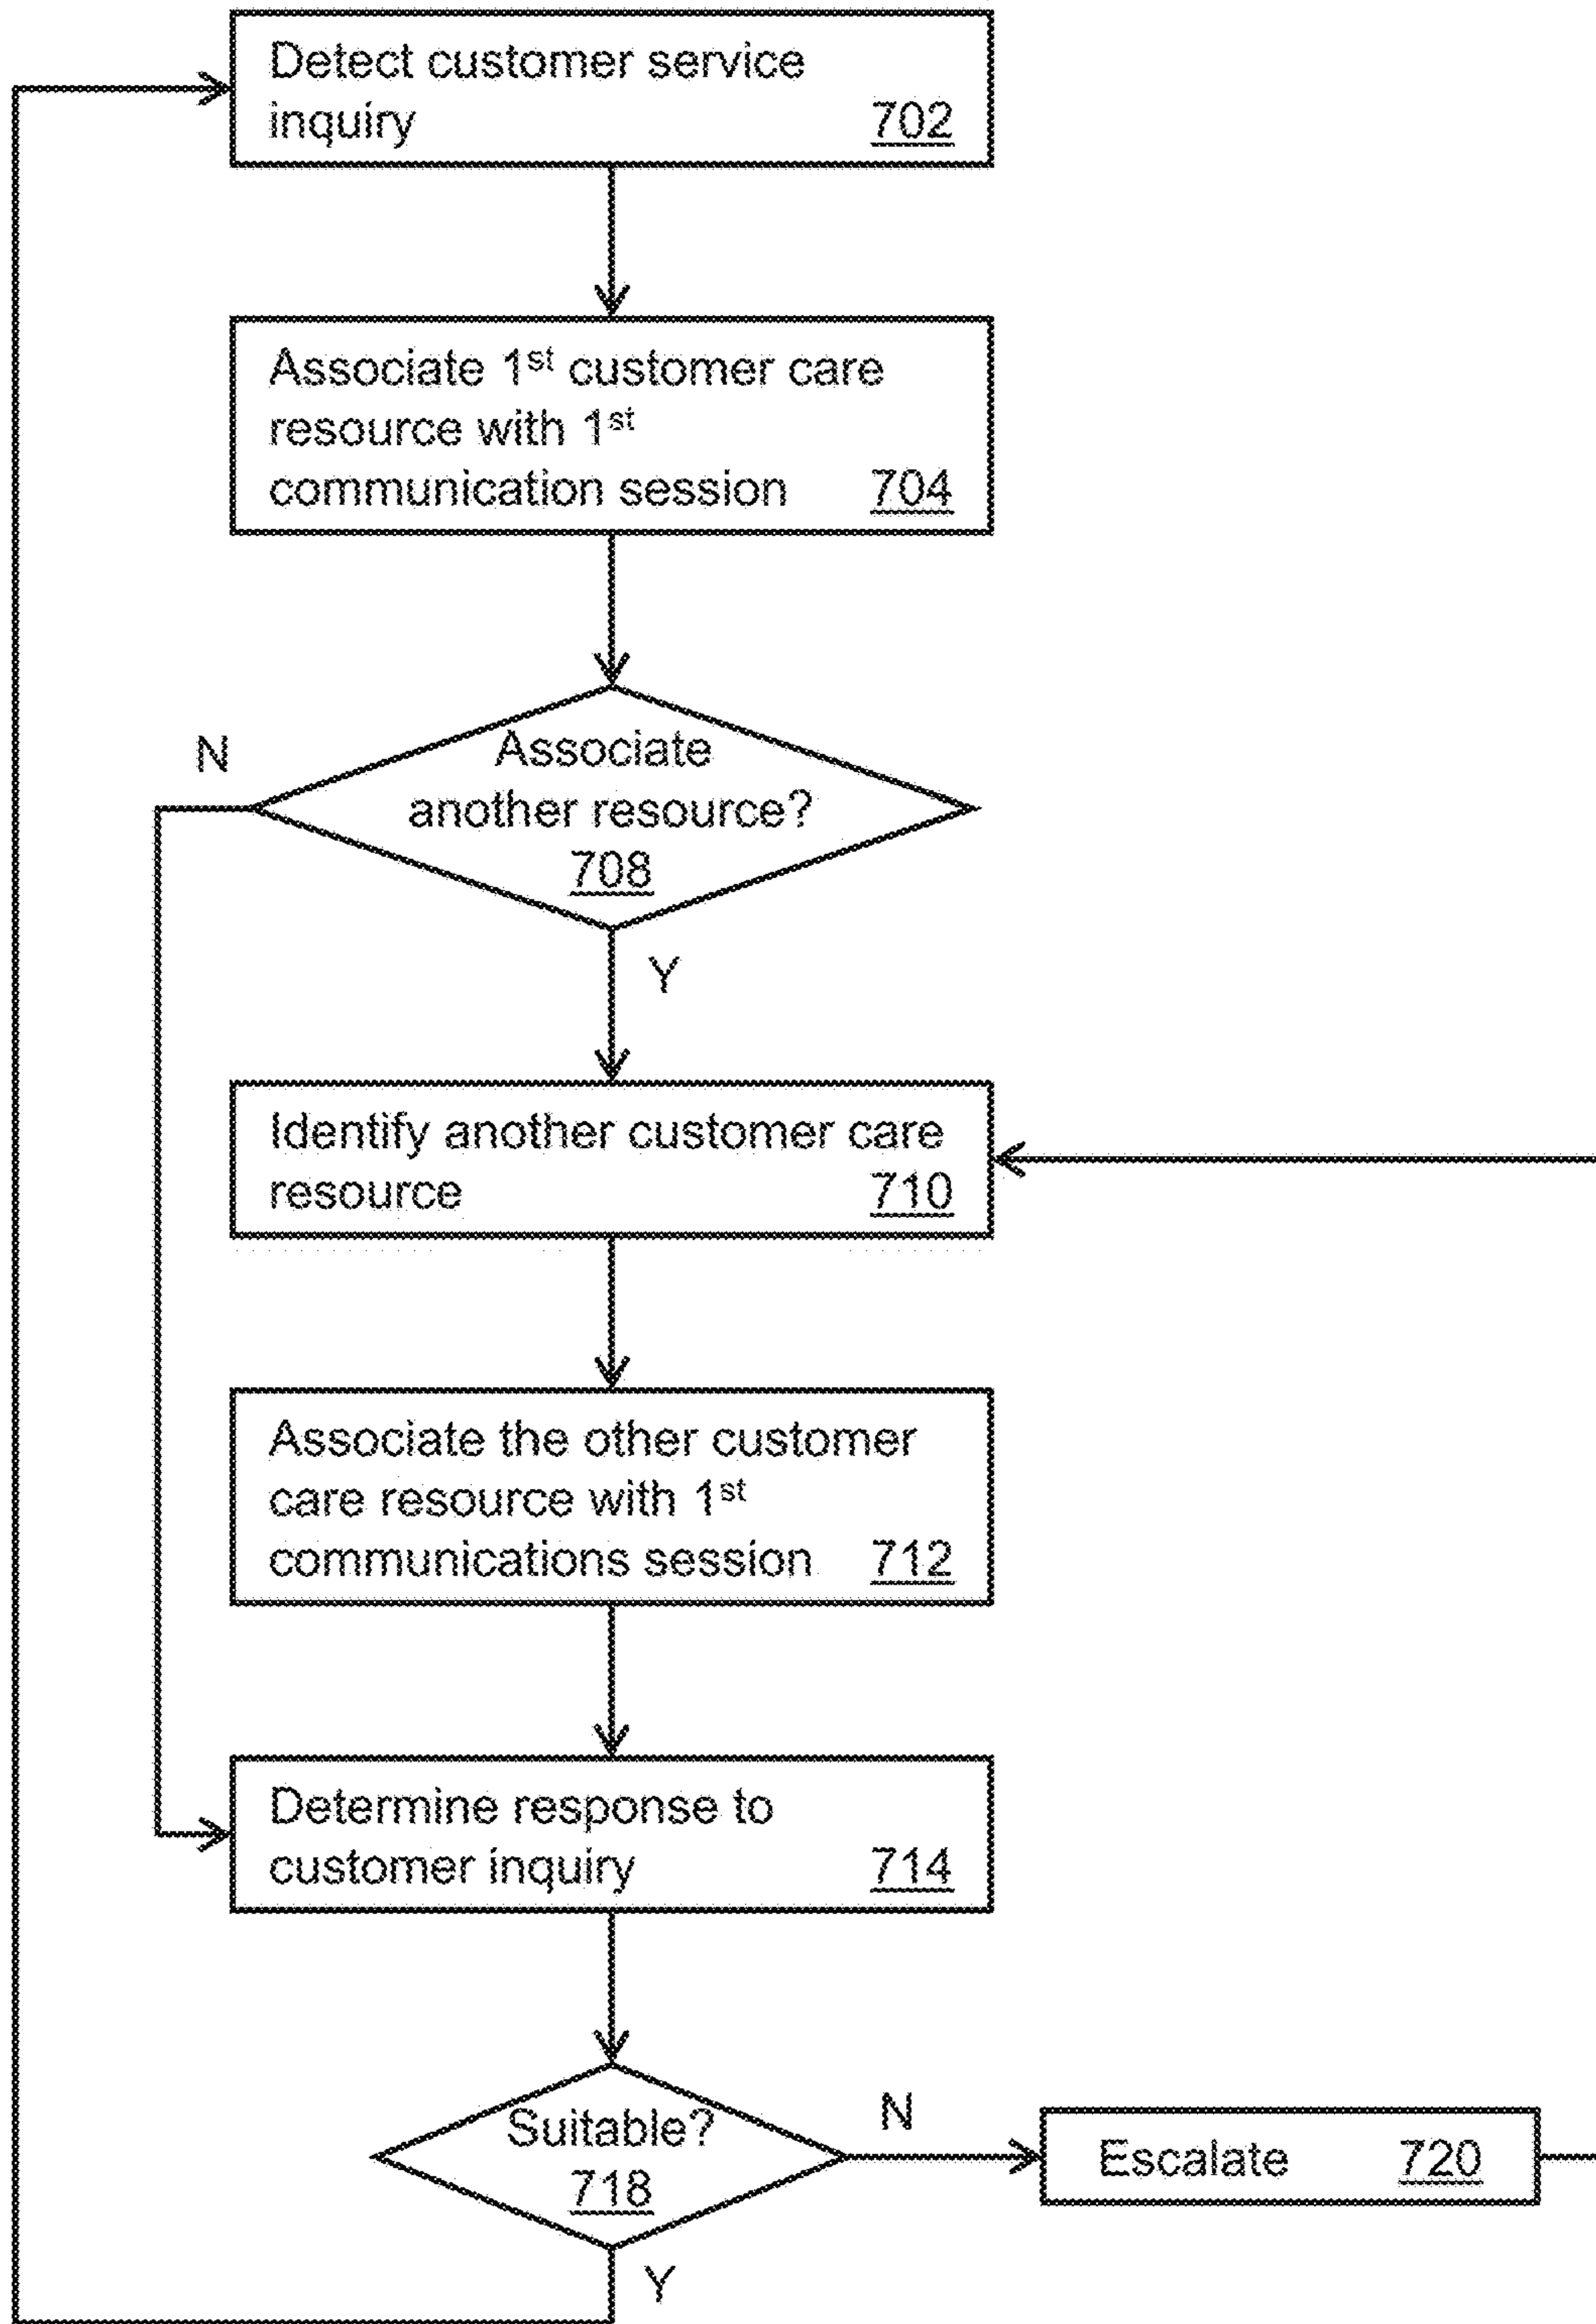 Detect customer service
inquiry 702
Associate 1st customer care
resource with 1st
communication session 704
Associate
another resource?
708
N
Y
Identify another customer care
resource 710
Associate the other customer
care resource with 1st
communications session 712
Determine response to
customer inquiry 714
Suitable?
718
N
Escalate 720
Y